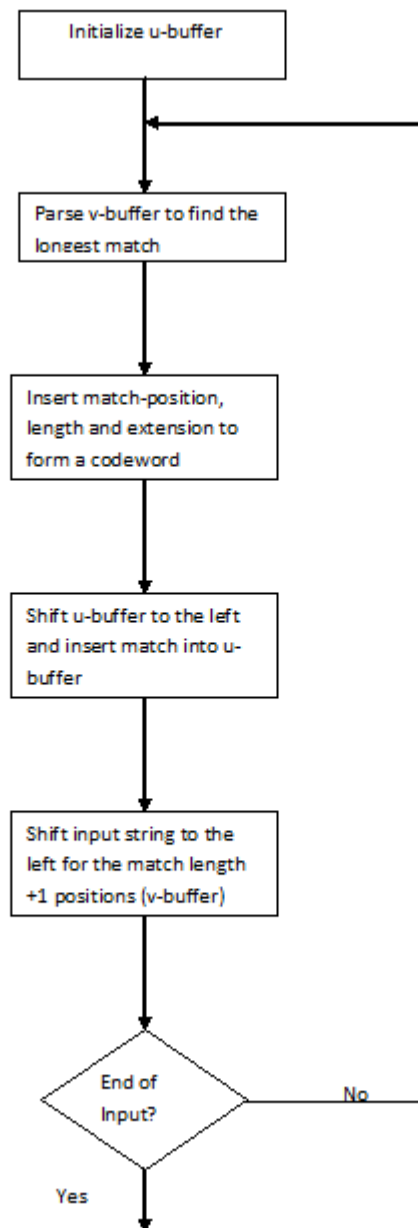 Initialize u-buffer
Parse v-buffer to find the
longest match
Insert match-position,
length and extension to
form a codeword
Shift u-buffer to the left
and insert match into u-
buffer
Shift input string to the
left for the match length
+1 positions (v-buffer)
End of
Input?
No
Yes